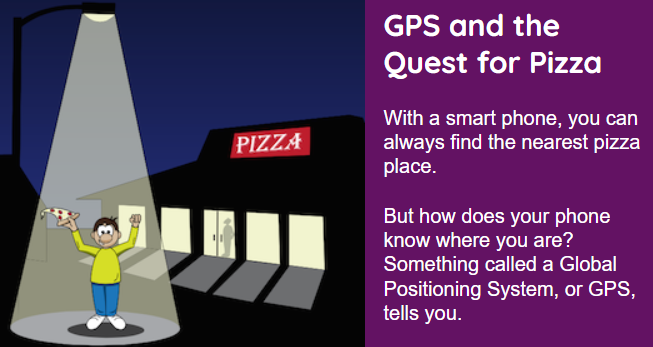 GPS and the
Quest for Pizza
With a smart phone, you can
always find the nearest pizza
place.
But how does your phone
know where you are?
Something called a Global
Positioning System, or GPS,
tells you.
PIZZA